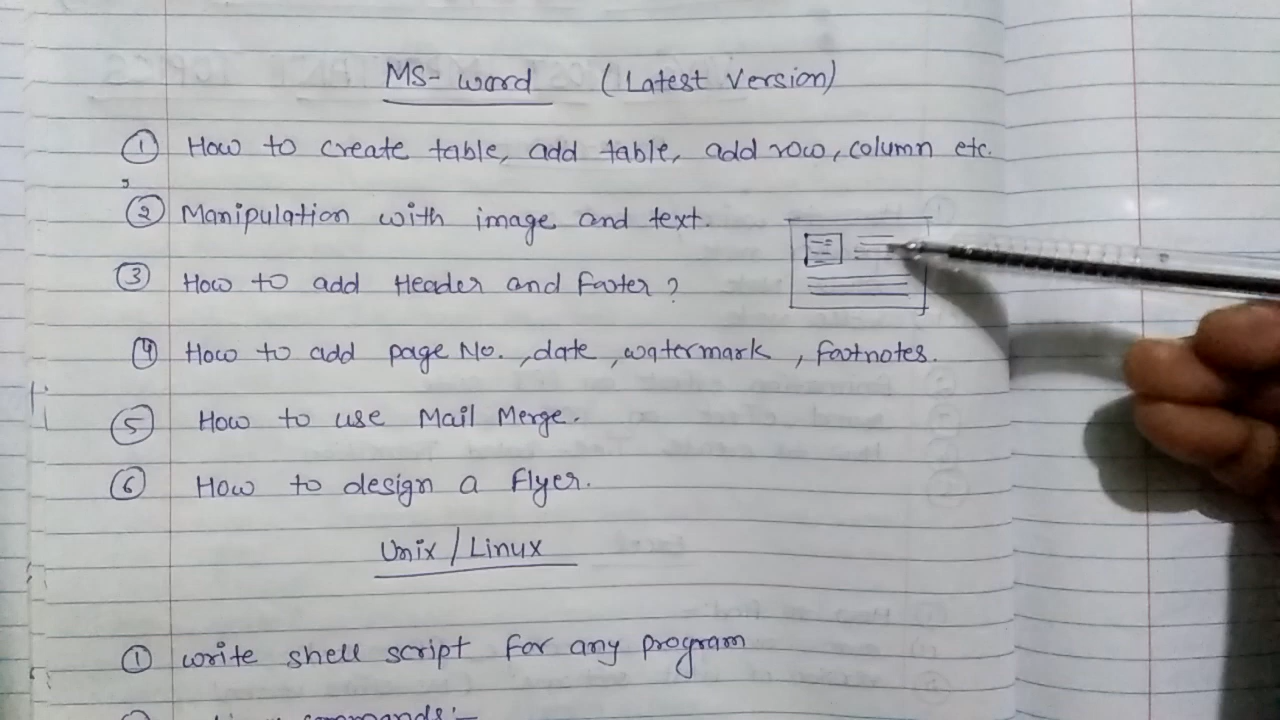 MS-Word (Latest Version)
① How to create table, add table, add row, column etc.
② Manipulation with image and text.
③ How to add Header and footer?
④ How to add page No., date, watermark, footnotes.
⑤ How to use Mail Merge.
⑥ How to design a flyer.
Unix/Linux
① write shell script for any program
commands:-